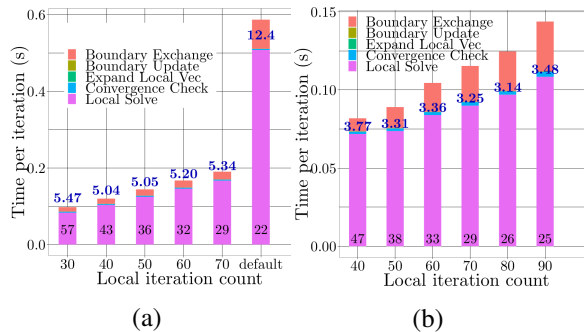 0.6
0.4
0.2
0.0
Time per iteration (s)
Boundary Exchange
Boundary Update
Expand Local Vec
Convergence Check
Local Solve
5.47
5.04
5.05
5.20
5.34
12.4
57
43
36
32
29
22
30
40
50
60
70
default
Local iteration count
(a)
0.15
0.10
0.05
0.00
Time per iteration (s)
Boundary Exchange
Boundary Update
Expand Local Vec
Convergence Check
Local Solve
3.77
3.31
3.36
3.25
3.14
3.48
47
38
33
29
26
25
40
50
60
70
80
90
Local iteration count
(b)